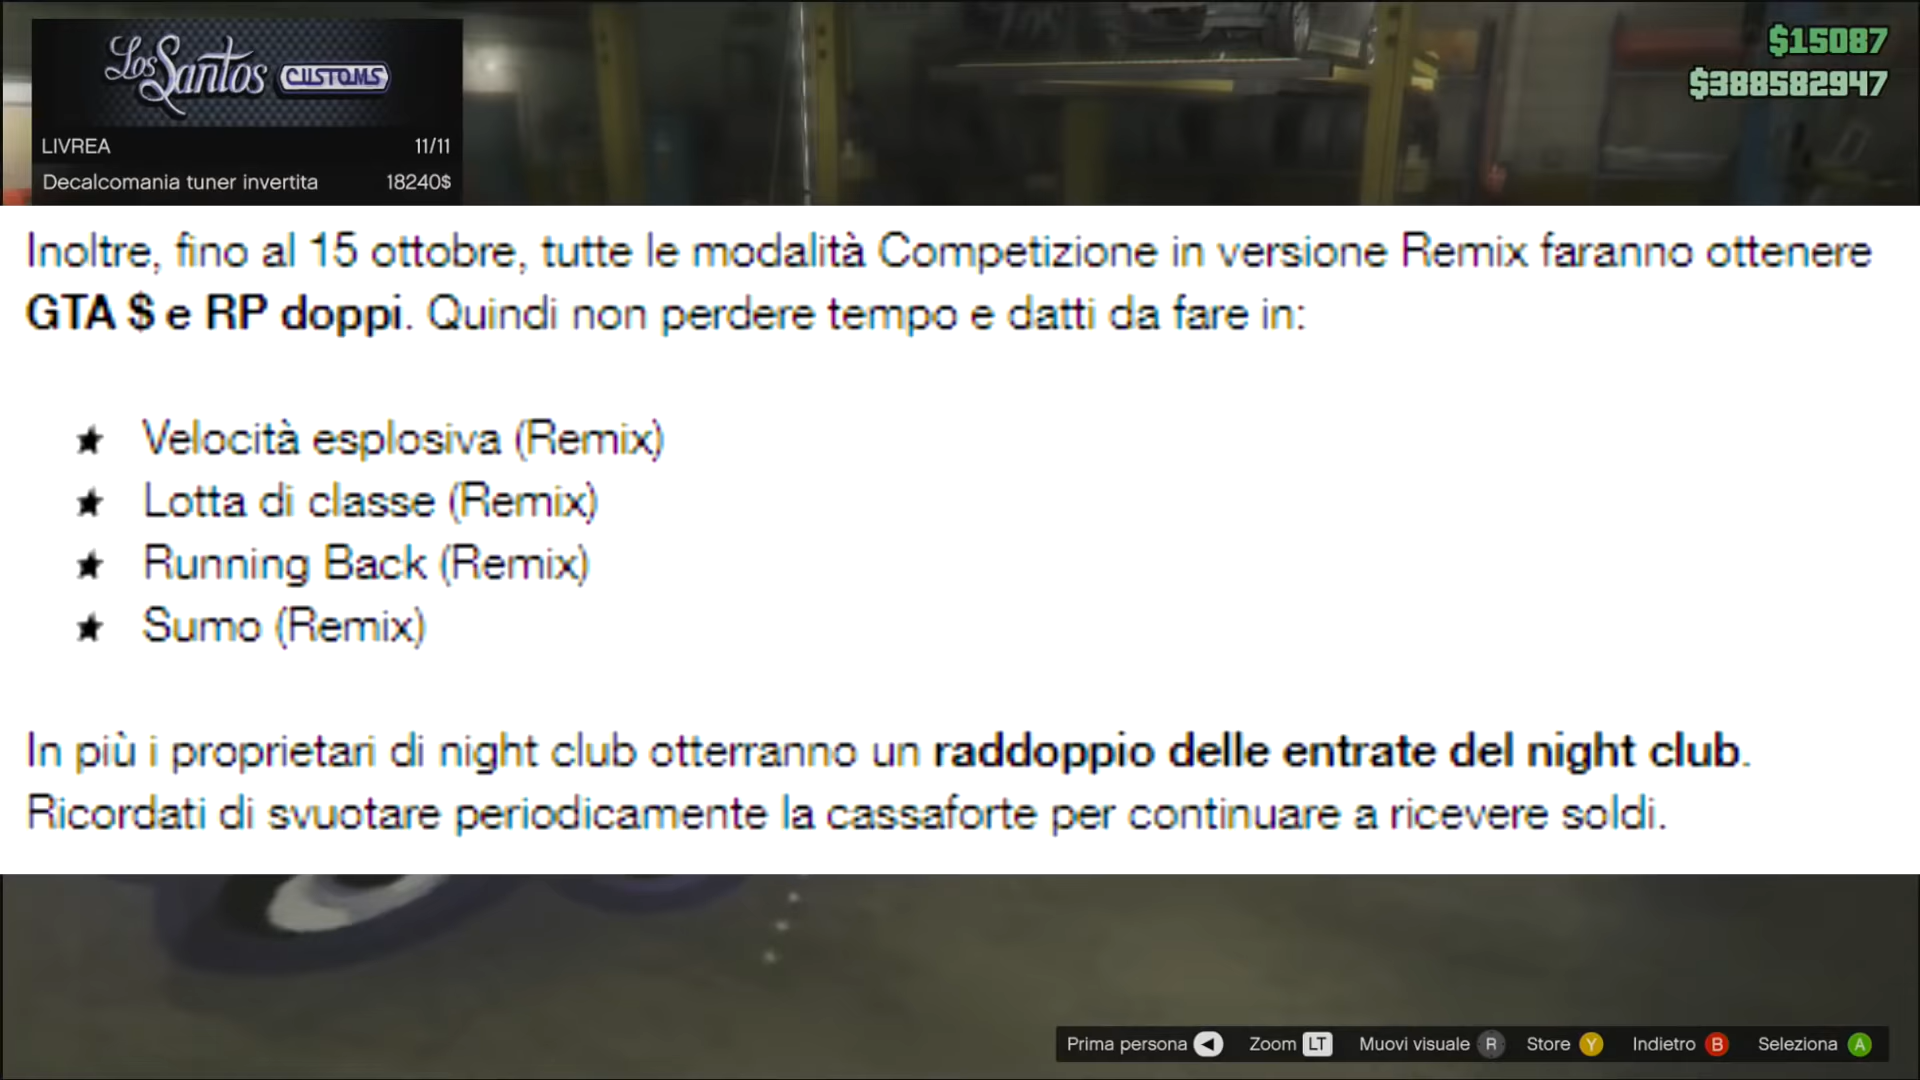 Los Santos CUSTOMS
$15087
$388582947
LIVREA 11/11
Decalcomania tuner invertita 18240$
Inoltre, fino al 15 ottobre, tutte le modalità Competizione in versione Remix faranno ottenere
GTA $ e RP doppi. Quindi non perdere tempo e datti da fare in:
★ Velocità esplosiva (Remix)
★ Lotta di classe (Remix)
★ Running Back (Remix)
★ Sumo (Remix)
In più i proprietari di night club otterranno un raddoppio delle entrate del night club.
Ricordati di svuotare periodicamente la cassaforte per continuare a ricevere soldi.
Prima persona ◀ Zoom LT Muovi visuale R Store Y Indietro B Seleziona A